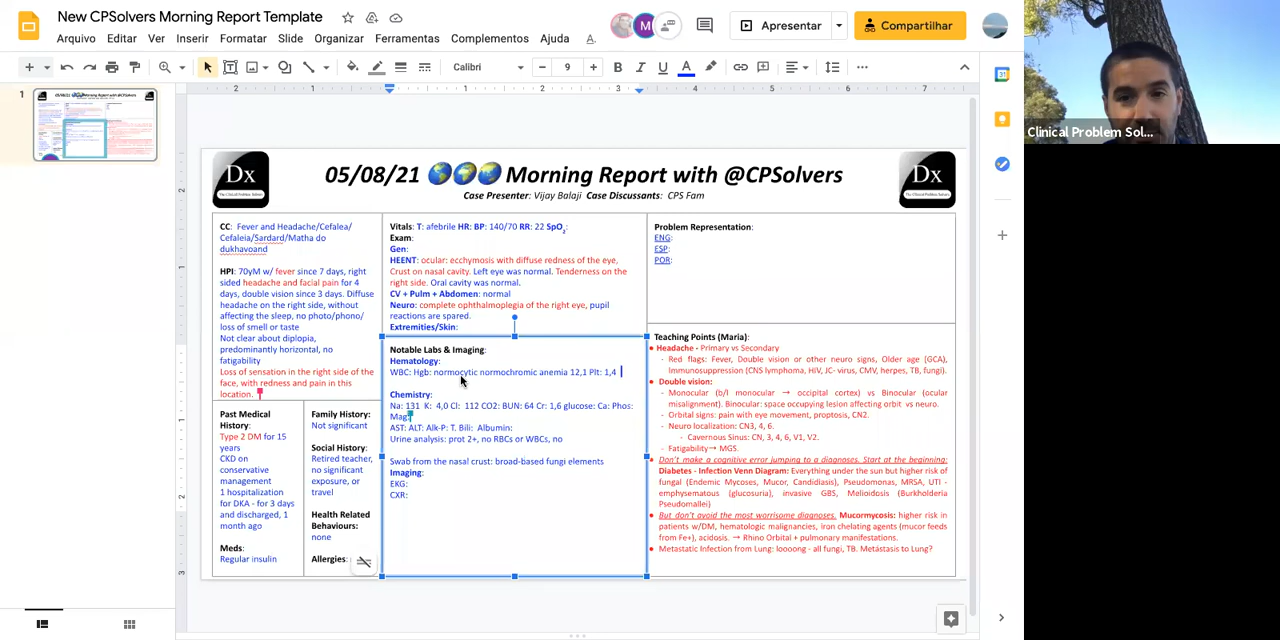 New CPSolvers Morning Report Template
Arquivo Editar Ver Inserir Formatar Slide Organizar Ferramentas Complementos Ajuda A.
M
Apresentar
Compartilhar
Calibri
9
B I U A
31
Clinical Problem Sol...
1
2 1 1 2 3 4 5 6 7
Dx
05/08/21 Morning Report with @CPSolvers
Case Presenter: Vijay Balaji Case Discussants: CPS Fam
Dx
CC: Fever and Headache/Cefalea/
Cefaleia/Sardard/Matha do
dukhavoand
HPI: 70yM w/ fever since 7 days, right
sided headache and facial pain for 4
days, double vision since 3 days. Diffuse
headache on the right side, without
affecting the sleep, no photo/phono/
loss of smell or taste
Not clear about diplopia,
predominantly horizontal, no
fatigability
Loss of sensation in the right side of the
face, with redness and pain in this
location.
Past Medical
History:
Type 2 DM for 15
years
CKD on
conservative
management
1 hospitalization
for DKA - for 3 days
and discharged, 1
month ago
Meds:
Regular insulin
Family History:
Not significant
Social History:
Retired teacher,
no significant
exposure, or
travel
Health Related
Behaviours:
none
Allergies:
Vitals: T: afebrile HR: BP: 140/70 RR: 22 SpO2:
Exam:
Gen:
HEENT: ocular: ecchymosis with diffuse redness of the eye,
Crust on nasal cavity. Left eye was normal. Tenderness on the
right side. Oral cavity was normal.
CV + Pulm + Abdomen: normal
Neuro: complete ophthalmoplegia of the right eye, pupil
reactions are spared.
Extremities/Skin:
Notable Labs & Imaging:
Hematology:
WBC: Hgb: normocytic normochromic anemia 12,1 Plt: 1,4
Chemistry:
Na: 131 K: 4,0 Cl: 112 CO2: BUN: 64 Cr: 1,6 glucose: Ca: Phos:
Mag:
AST: ALT: Alk-P: T. Bili: Albumin:
Urine analysis: prot 2+, no RBCs or WBCs, no
Swab from the nasal crust: broad-based fungi elements
Imaging:
EKG:
CXR:
Problem Representation:
ENG:
ESP:
POR:
Teaching Points (Maria):
Headache - Primary vs Secondary
- Red flags: Fever, Double vision or other neuro signs, Older age (GCA),
Immunosuppression (CNS lymphoma, HIV, JC- virus, CMV, herpes, TB, fungi).
Double vision:
- Monocular (b/l monocular → occipital cortex) vs Binocular (ocular
misalignment). Binocular: space occupying lesion affecting orbit vs neuro.
- Orbital signs: pain with eye movement, proptosis, CN2.
- Neuro localization: CN3, 4, 6.
- Cavernous Sinus: CN, 3, 4, 6, V1, V2.
- Fatigability→ MGS.
Don't make a cognitive error jumping to a diagnoses. Start at the beginning:
Diabetes - Infection Venn Diagram: Everything under the sun but higher risk of
fungal (Endemic Mycoses, Mucor, Candidiasis), Pseudomonas, MRSA, UTI -
emphysematous (glucosuria), invasive GBS, Melioidosis (Burkholderia
Pseudomallei)
But don't avoid the most worrisome diagnoses. Mucormycosis: higher risk in
patients w/DM, hematologic malignancies, Iron chelating agents (mucor feeds
from Fe+), acidosis. → Rhino Orbital + pulmonary manifestations.
Metastatic Infection from Lung: loooong - all fungi, TB. Metastasis to Lung?